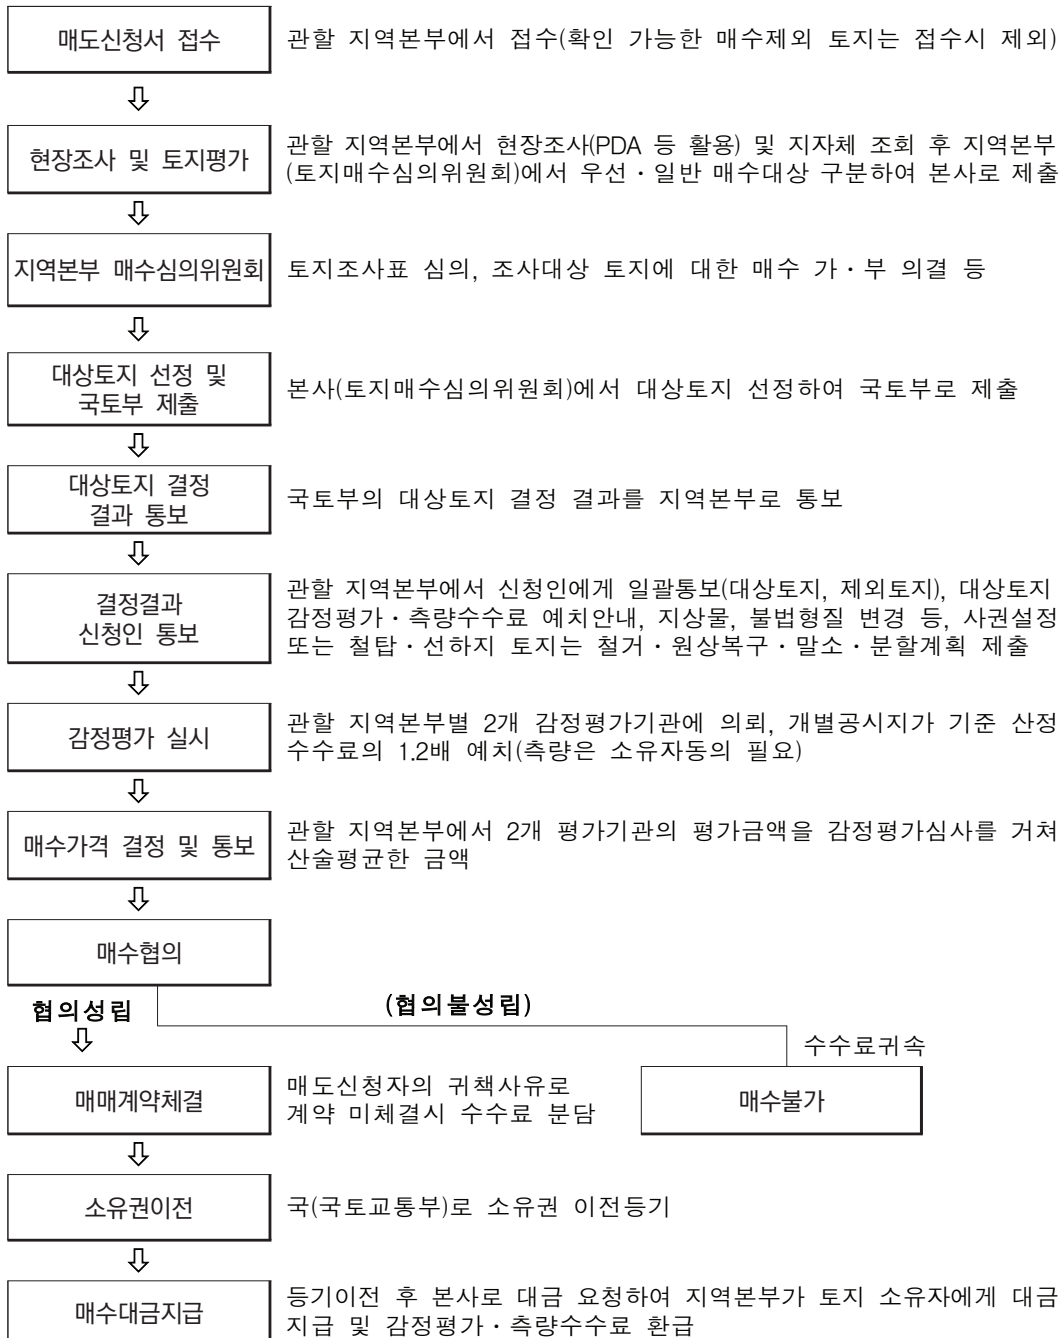 매도신청서 접수
관할 지역본부에서 접수(확인 가능한 매수제외 토지는 접수시 제외)
현장조사 및 토지평가
관할 지역본부에서 현장조사(PDA 등 활용) 및 지자체 조회 후 지역본부
(토지매수심의위원회)에서 우선・일반 매수대상 구분하여 본사로 제출
지역본부 매수심의위원회
토지조사표 심의, 조사대상 토지에 대한 매수 가・부 의결 등
대상토지 선정 및
국토부 제출
본사(토지매수심의위원회)에서 대상토지 선정하여 국토부로 제출
대상토지 결정
결과 통보
국토부의 대상토지 결정 결과를 지역본부로 통보
결정결과
신청인 통보
관할 지역본부에서 신청인에게 일괄통보(대상토지, 제외토지), 대상토지
감정평가・측량수수료 예치안내, 지상물, 불법형질 변경 등, 사권설정
또는 철탑・선하지 토지는 철거・원상복구・말소・분할계획 제출
감정평가 실시
관할 지역본부별 2개 감정평가기관에 의뢰, 개별공시지가 기준 산정
수수료의 1.2배 예치(측량은 소유자동의 필요)
매수가격 결정 및 통보
관할 지역본부에서 2개 평가기관의 평가금액을 감정평가심사를 거쳐
산술평균한 금액
매수협의
협의성립
(협의불성립)
수수료귀속
매매계약체결
매도신청자의 귀책사유로
계약 미체결시 수수료 분담
매수불가
소유권이전
국(국토교통부)로 소유권 이전등기
매수대금지급
등기이전 후 본사로 대금 요청하여 지역본부가 토지 소유자에게 대금
지급 및 감정평가・측량수수료 환급